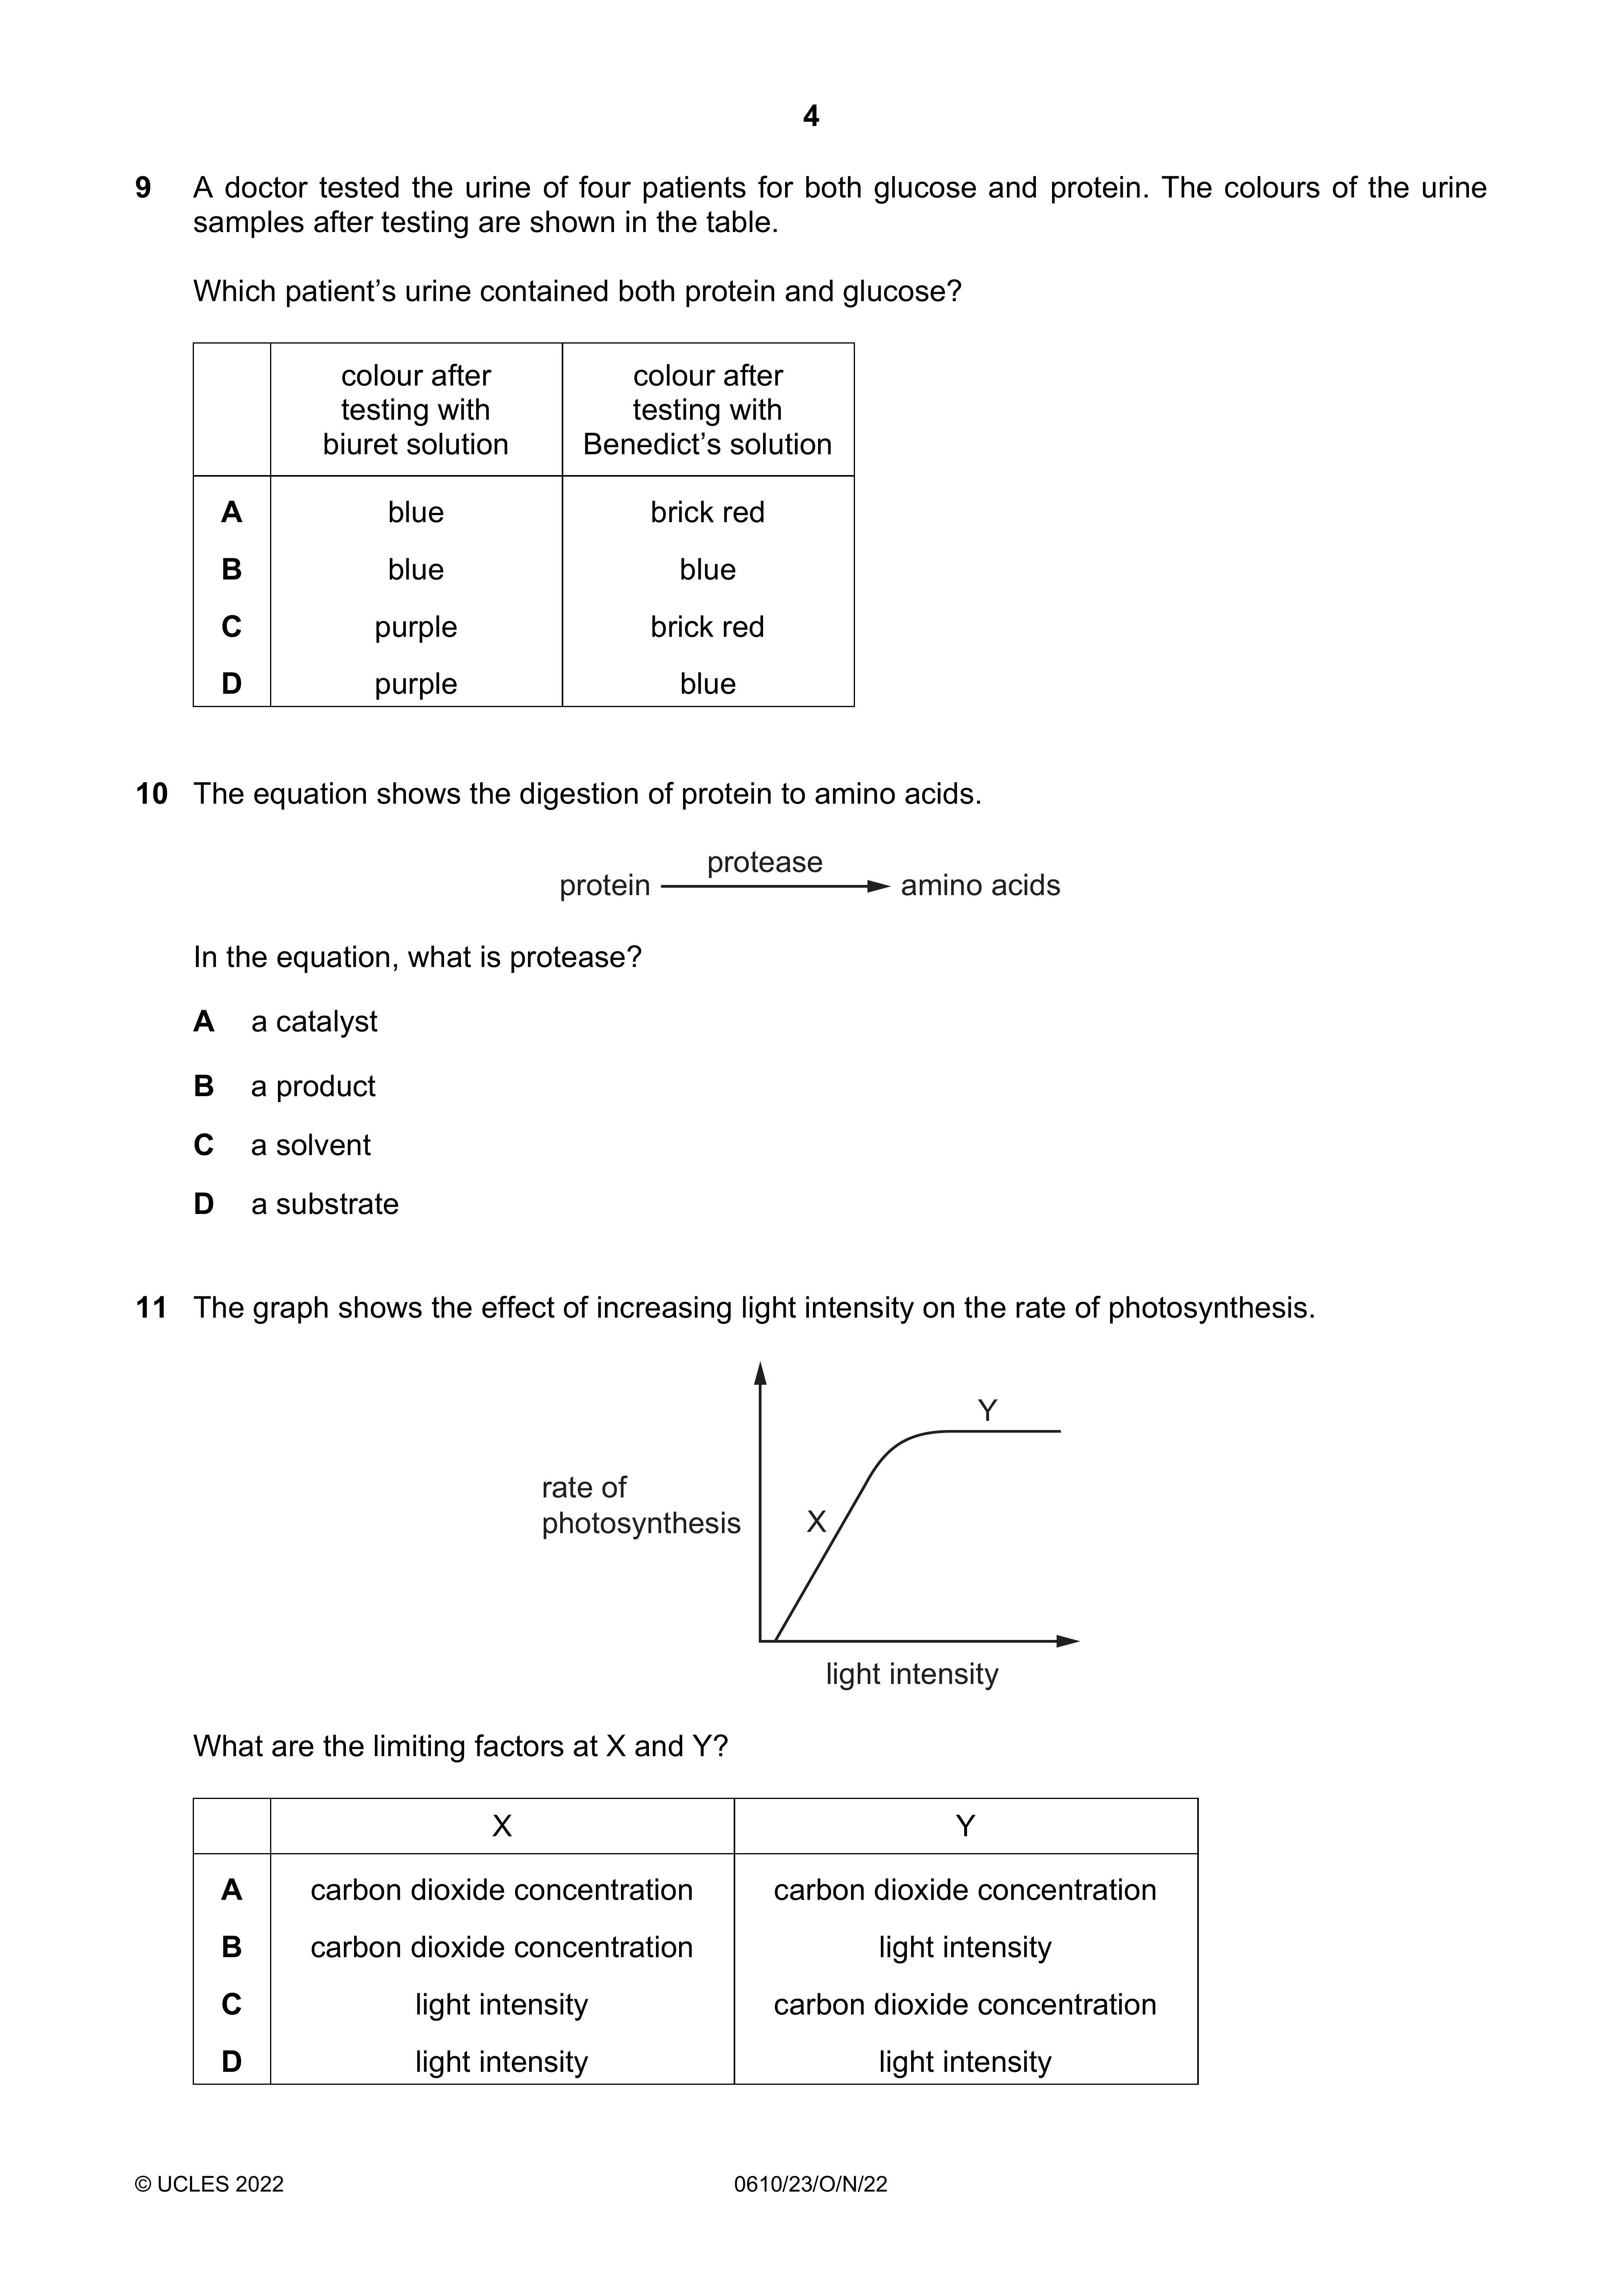 4
9 A doctor tested the urine of four patients for both glucose and protein. The colours of the urine
samples after testing are shown in the table.
Which patient’s urine contained both protein and glucose?
colour after testing with biuret solution colour after testing with Benedict’s solution
A blue brick red
B blue blue
C purple brick red
D purple blue
10 The equation shows the digestion of protein to amino acids.
protease
protein amino acids
In the equation, what is protease?
A a catalyst
B a product
C a solvent
D a substrate
11 The graph shows the effect of increasing light intensity on the rate of photosynthesis.
Y
rate of
photosynthesis
X
light intensity
What are the limiting factors at X and Y?
X Y
A carbon dioxide concentration carbon dioxide concentration
B carbon dioxide concentration light intensity
C light intensity carbon dioxide concentration
D light intensity light intensity
© UCLES 2022 0610/23/O/N/22